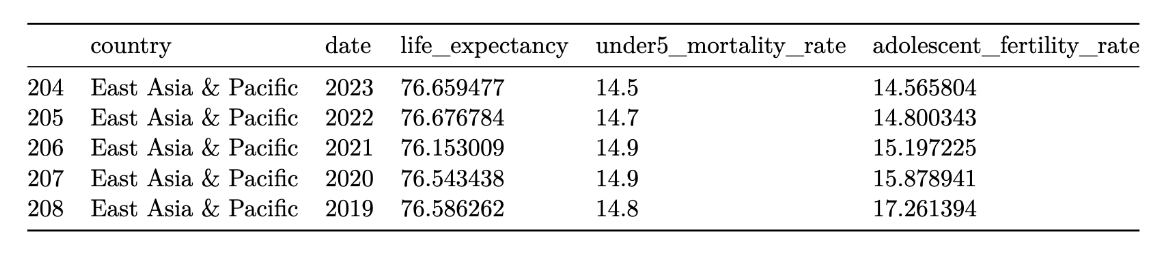 country date life_expectancy under5_mortality_rate adolescent_fertility_rate
204 East Asia & Pacific 2023 76.659477 14.5 14.565804
205 East Asia & Pacific 2022 76.676784 14.7 14.800343
206 East Asia & Pacific 2021 76.153009 14.9 15.197225
207 East Asia & Pacific 2020 76.543438 14.9 15.878941
208 East Asia & Pacific 2019 76.586262 14.8 17.261394